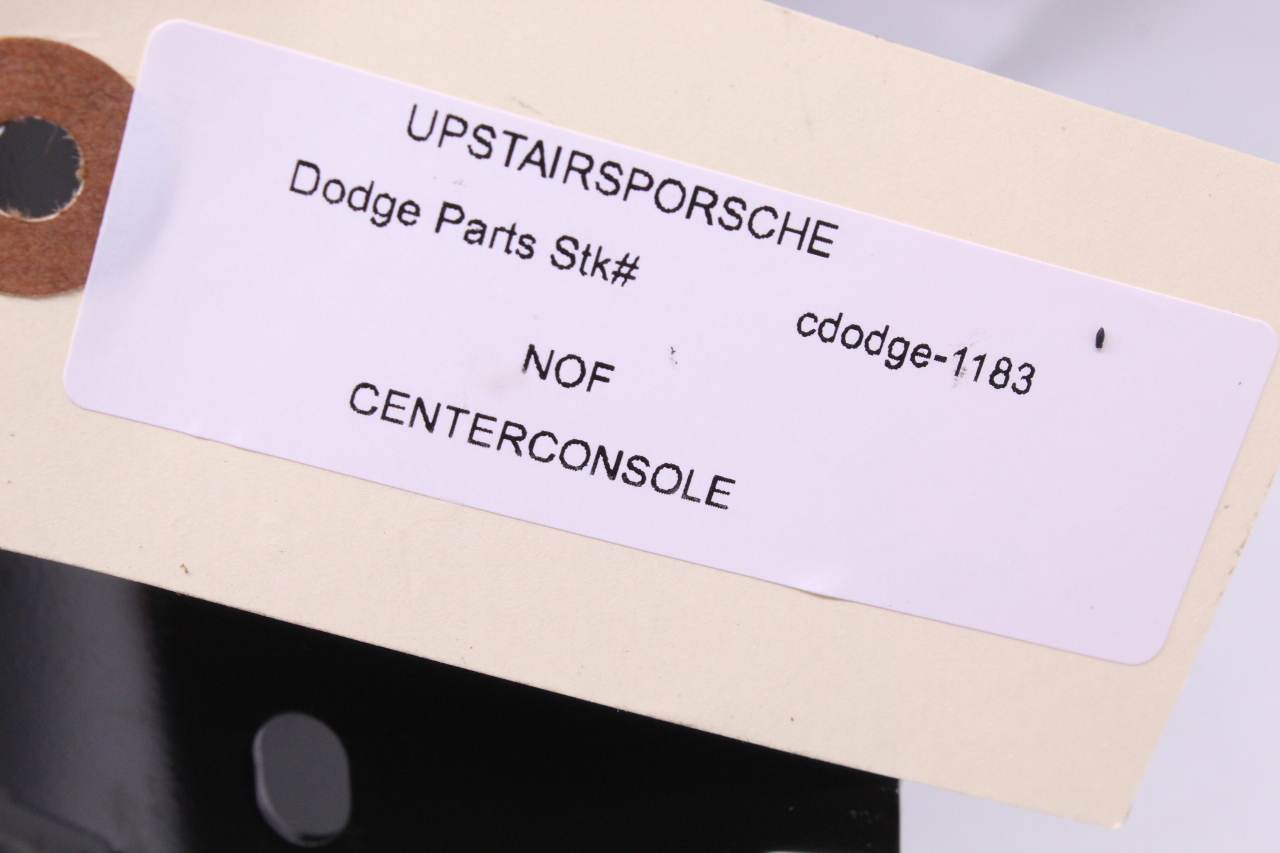 UPSTAIRSPORSCHE
Dodge Parts Stk# cdodge-1183
NOF
CENTERCONSOLE